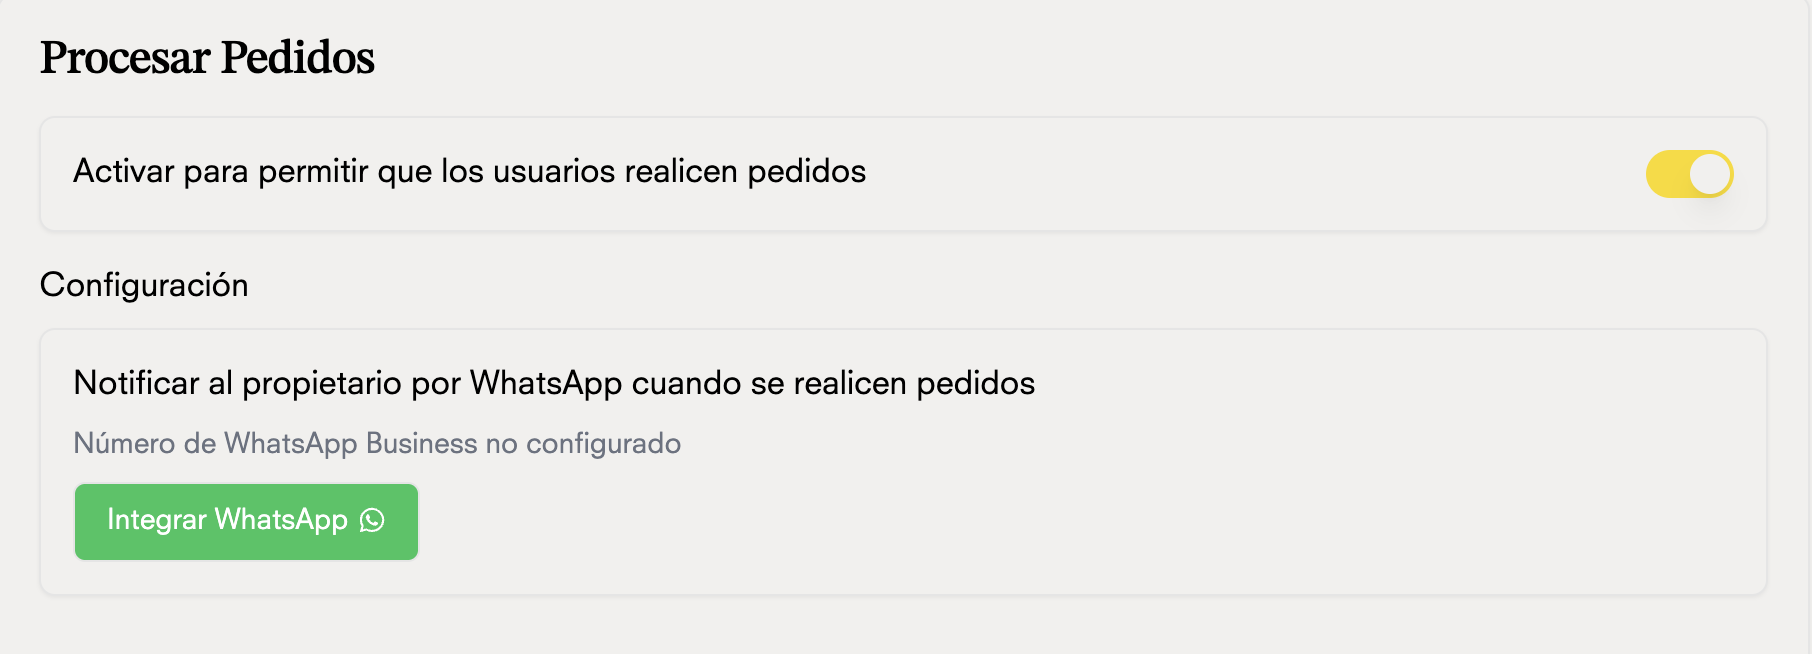 Procesar Pedidos
Activar para permitir que los usuarios realicen pedidos
Configuración
Notificar al propietario por WhatsApp cuando se realicen pedidos
Número de WhatsApp Business no configurado
Integrar WhatsApp